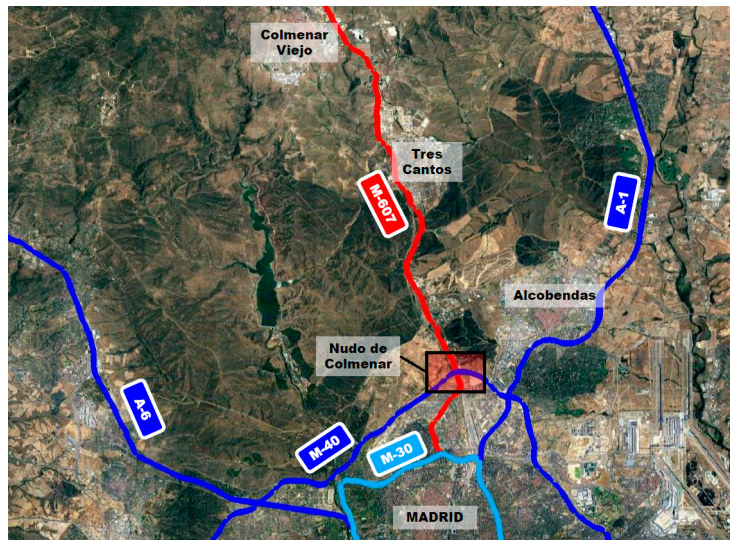 Colmenar
Viejo
Tres
Cantos
M-607
A-1
Alcobendas
Nudo de
Colmenar
A-6
M-40
M-30
MADRID